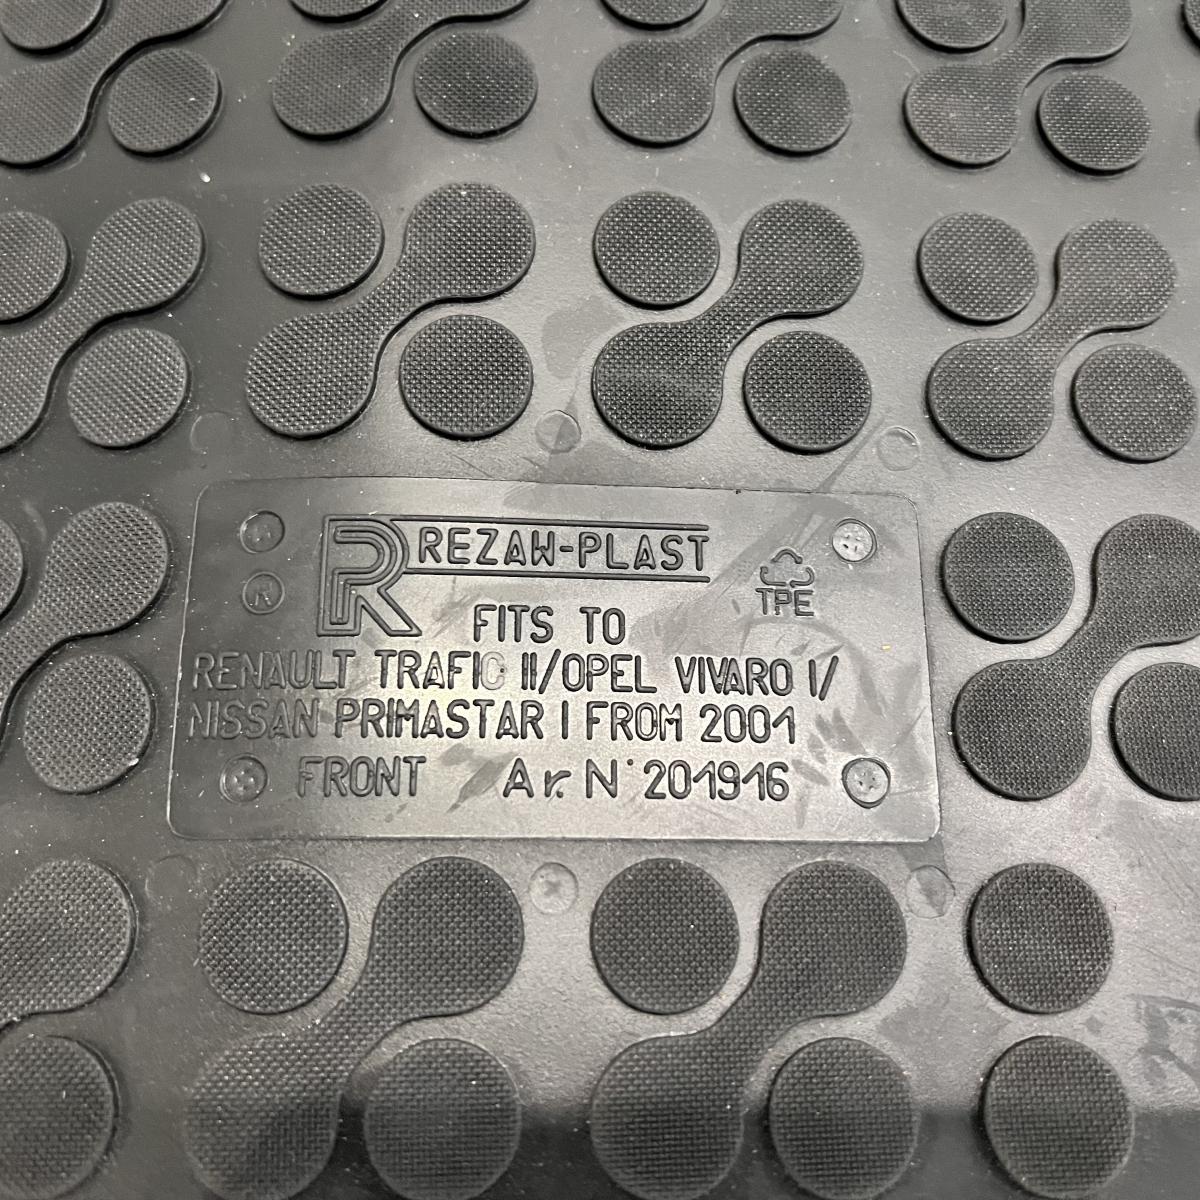 REZAW-PLAST
TPE
R
FITS TO
RENAULT TRAFIC II/OPEL VIVARO I/
NISSAN PRIMASTAR I FROM 2001
FRONT Ar. N° 201916